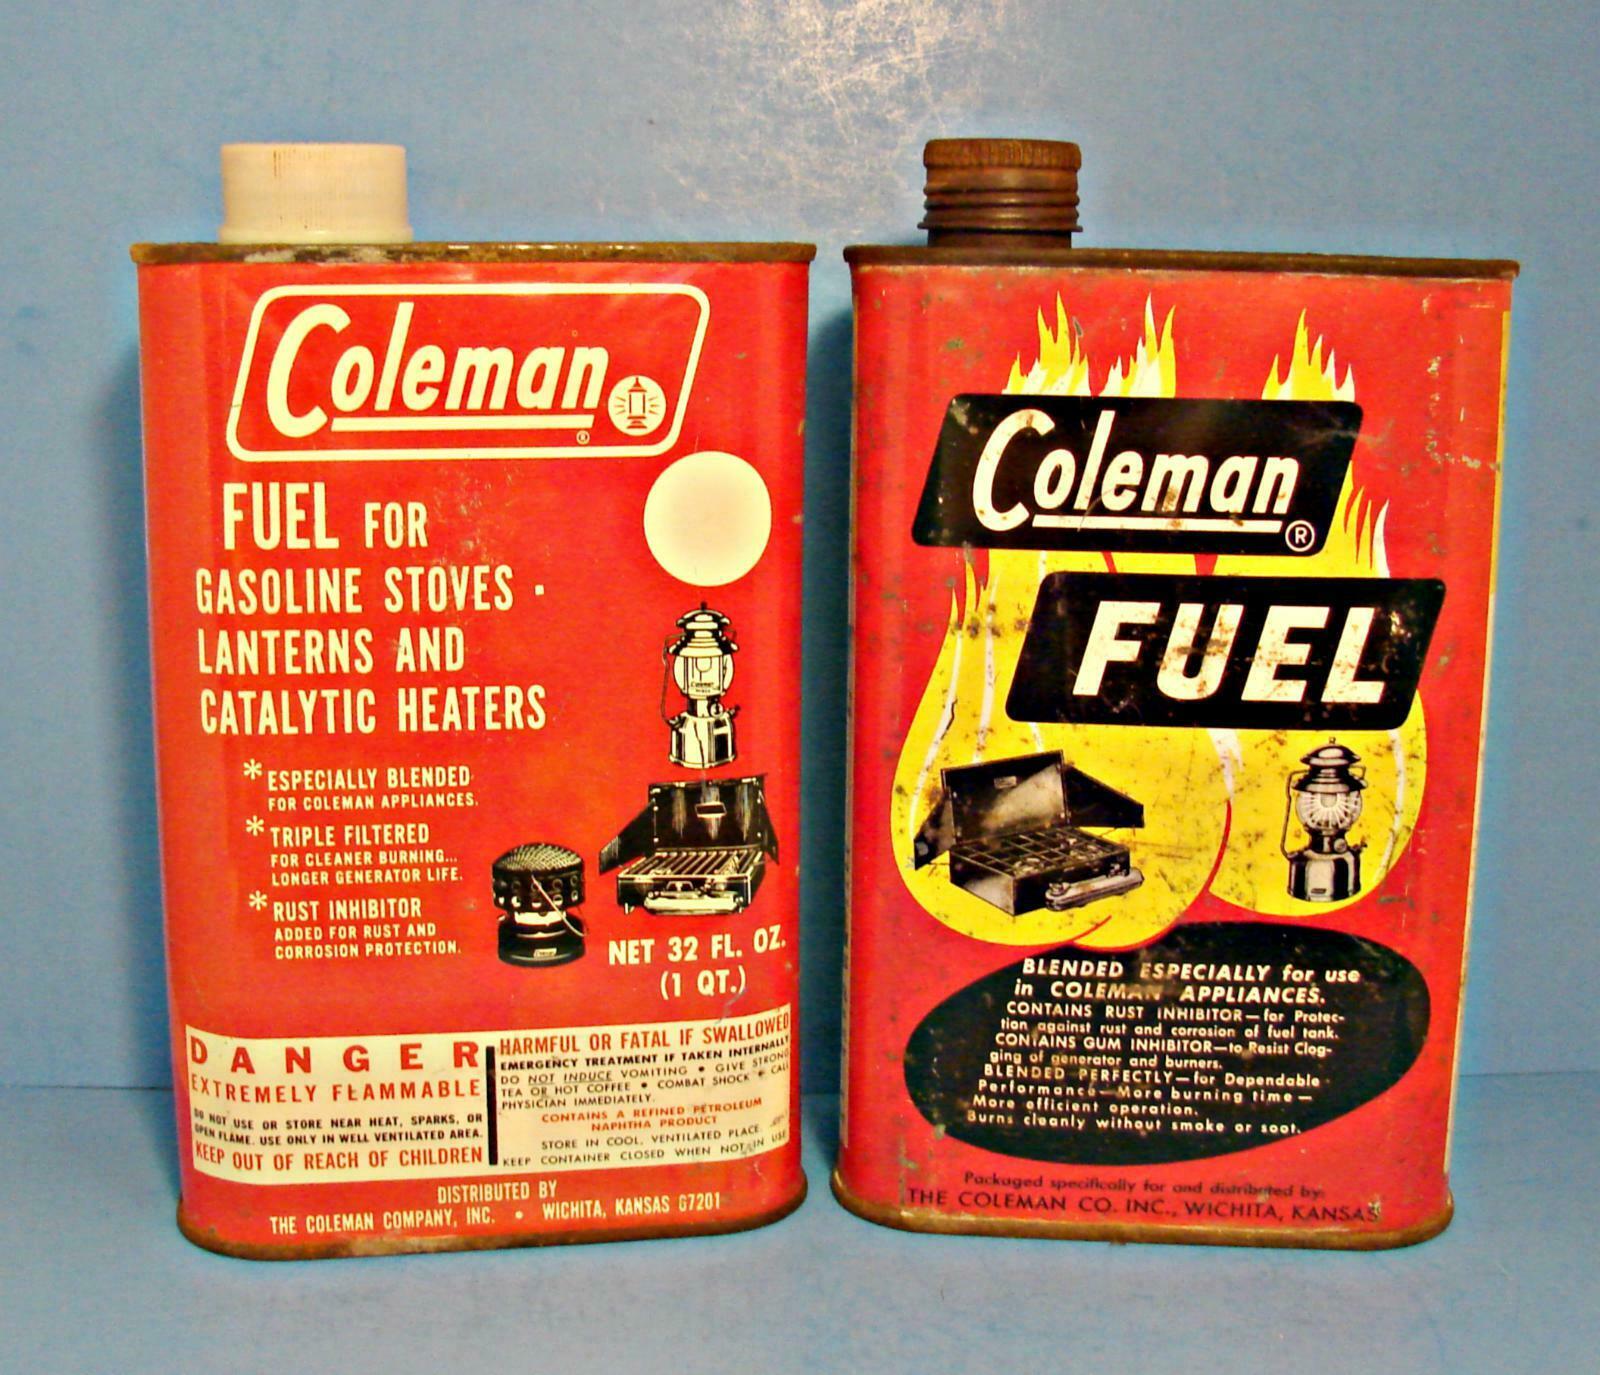 Coleman
®
FUEL FOR
GASOLINE STOVES ·
LANTERNS AND
CATALYTIC HEATERS
* ESPECIALLY BLENDED
FOR COLEMAN APPLIANCES.
* TRIPLE FILTERED
FOR CLEANER BURNING...
LONGER GENERATOR LIFE.
* RUST INHIBITOR
ADDED FOR RUST AND
CORROSION PROTECTION.
NET 32 FL. OZ.
(1 QT.)
DANGER
EXTREMELY FLAMMABLE
DO NOT USE OR STORE NEAR HEAT, SPARKS, OR
OPEN FLAME. USE ONLY IN WELL VENTILATED AREA.
KEEP OUT OF REACH OF CHILDREN
HARMFUL OR FATAL IF SWALLOWED
EMERGENCY TREATMENT IF TAKEN INTERNALLY
DO NOT INDUCE VOMITING • GIVE STRONG
TEA OR HOT COFFEE • COMBAT SHOCK • CALL
PHYSICIAN IMMEDIATELY.
CONTAINS A REFINED PETROLEUM
NAPHTHA PRODUCT
STORE IN COOL, VENTILATED PLACE.
KEEP CONTAINER CLOSED WHEN NOT IN USE
DISTRIBUTED BY
THE COLEMAN COMPANY, INC. • WICHITA, KANSAS 67201
Coleman
®
FUEL
BLENDED ESPECIALLY for use
in COLEMAN APPLIANCES.
CONTAINS RUST INHIBITOR—for Protec-
tion against rust and corrosion of fuel tank.
CONTAINS GUM INHIBITOR—to Resist Clog-
ging of generator and burners.
BLENDED PERFECTLY—for Dependable
Performance—More burning time—
More efficient operation.
Burns cleanly without smoke or soot.
Packaged specifically for and distributed by:
THE COLEMAN CO. INC., WICHITA, KANSAS